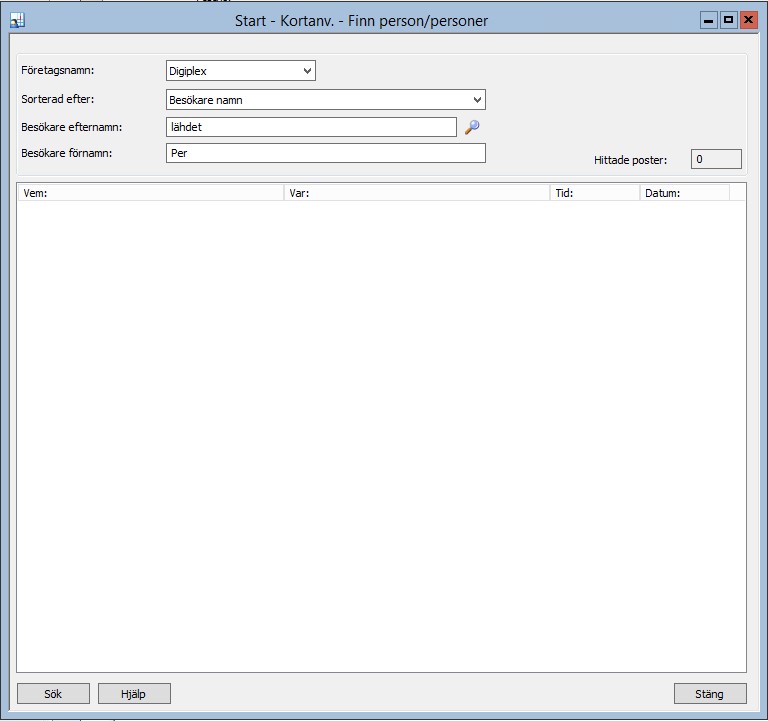 Start - Kortanv. - Finn person/personer
Företagsnamn: Digiplex
Sorterad efter: Besökare namn
Besökare efternamn: lähdet
Besökare förnamn: Per
Hittade poster: 0
Vem: Var: Tid: Datum:
Sök Hjälp Stäng